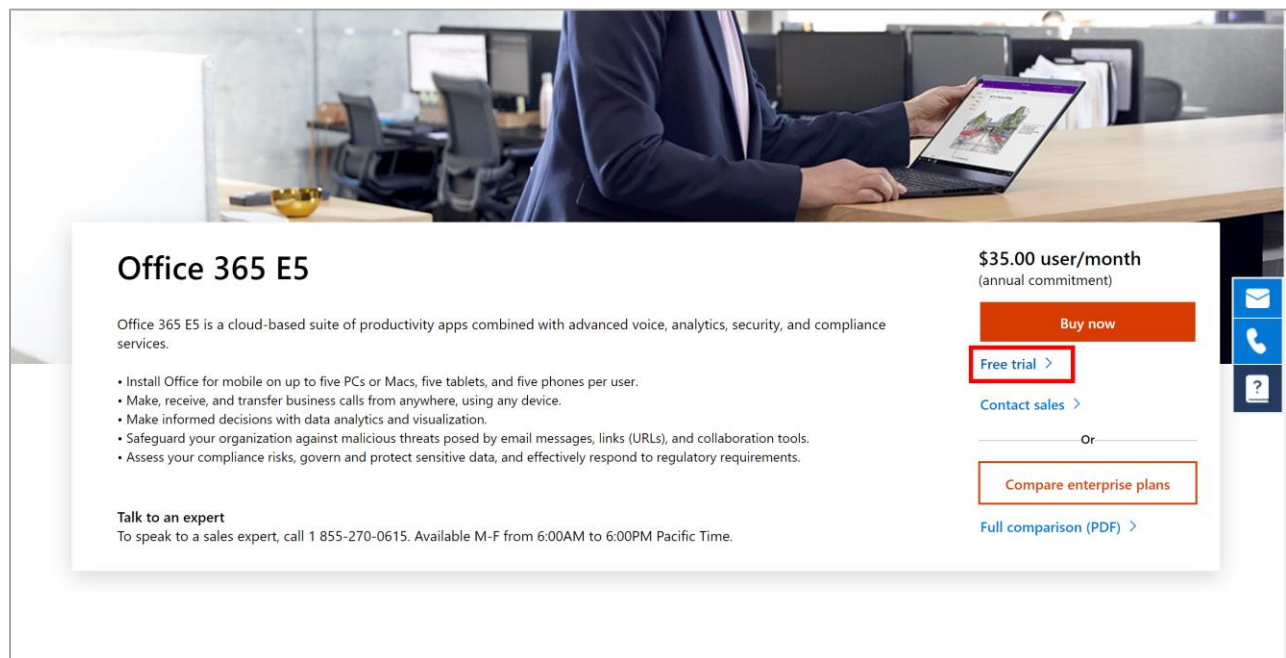 Office 365 E5
Office 365 E5 is a cloud-based suite of productivity apps combined with advanced voice, analytics, security, and compliance
services.
• Install Office for mobile on up to five PCs or Macs, five tablets, and five phones per user.
• Make, receive, and transfer business calls from anywhere, using any device.
• Make informed decisions with data analytics and visualization.
• Safeguard your organization against malicious threats posed by email messages, links (URLs), and collaboration tools.
• Assess your compliance risks, govern and protect sensitive data, and effectively respond to regulatory requirements.
Talk to an expert
To speak to a sales expert, call 1 855-270-0615. Available M-F from 6:00AM to 6:00PM Pacific Time.
$35.00 user/month
(annual commitment)
Buy now
Free trial >
Contact sales >
Or
Compare enterprise plans
Full comparison (PDF) >
?